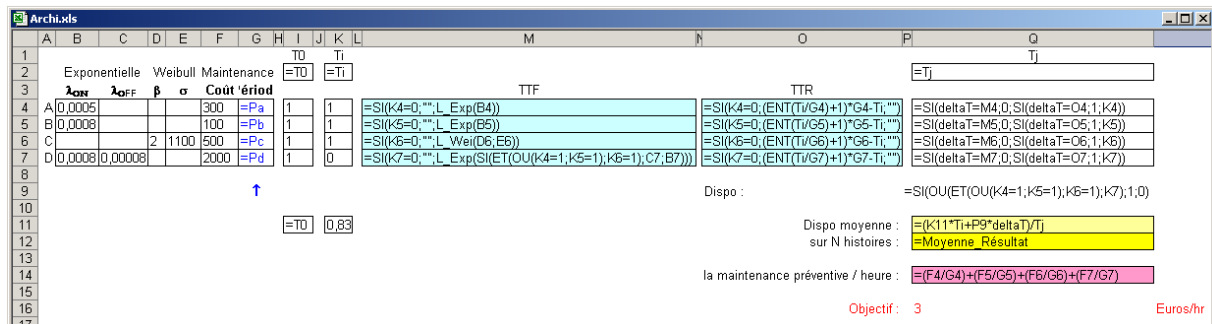 Archi.xls
A B C D E F G H I J K L M N O P Q
1 T0 Ti Tj
2 Exponentielle Weibull Maintenance =T0 =Ti =Tj
3 λON λOFF β σ Coût 'ériod TTF TTR
4 A 0,0005 300 =Pa 1 1 =SI(K4=0;"";L_Exp(B4)) =SI(K4=0;(ENT(Ti/G4)+1)*G4-Ti;"") =SI(deltaT=M4;0;SI(deltaT=O4;1;K4))
5 B 0,0008 100 =Pb 1 1 =SI(K5=0;"";L_Exp(B5)) =SI(K5=0;(ENT(Ti/G5)+1)*G5-Ti;"") =SI(deltaT=M5;0;SI(deltaT=O5;1;K5))
6 C 2 1100 500 =Pc 1 1 =SI(K6=0;"";L_Wei(D6;E6)) =SI(K6=0;(ENT(Ti/G6)+1)*G6-Ti;"") =SI(deltaT=M6;0;SI(deltaT=O6;1;K6))
7 D 0,0008 0,00008 2000 =Pd 1 0 =SI(K7=0;"";L_Exp(SI(ET(OU(K4=1;K5=1);K6=1);C7;B7))) =SI(K7=0;(ENT(Ti/G7)+1)*G7-Ti;"") =SI(deltaT=M7;0;SI(deltaT=O7;1;K7))
8
9 ↑ Dispo : =SI(OU(ET(OU(K4=1;K5=1);K6=1);K7);1;0)
10
11 =T0 0,83 Dispo moyenne : =(K11*Ti+P9*deltaT)/Tj
12 sur N histoires : =Moyenne_Résultat
13
14 la maintenance préventive / heure : =(F4/G4)+(F5/G5)+(F6/G6)+(F7/G7)
15
16 Objectif : 3 Euros/hr
17